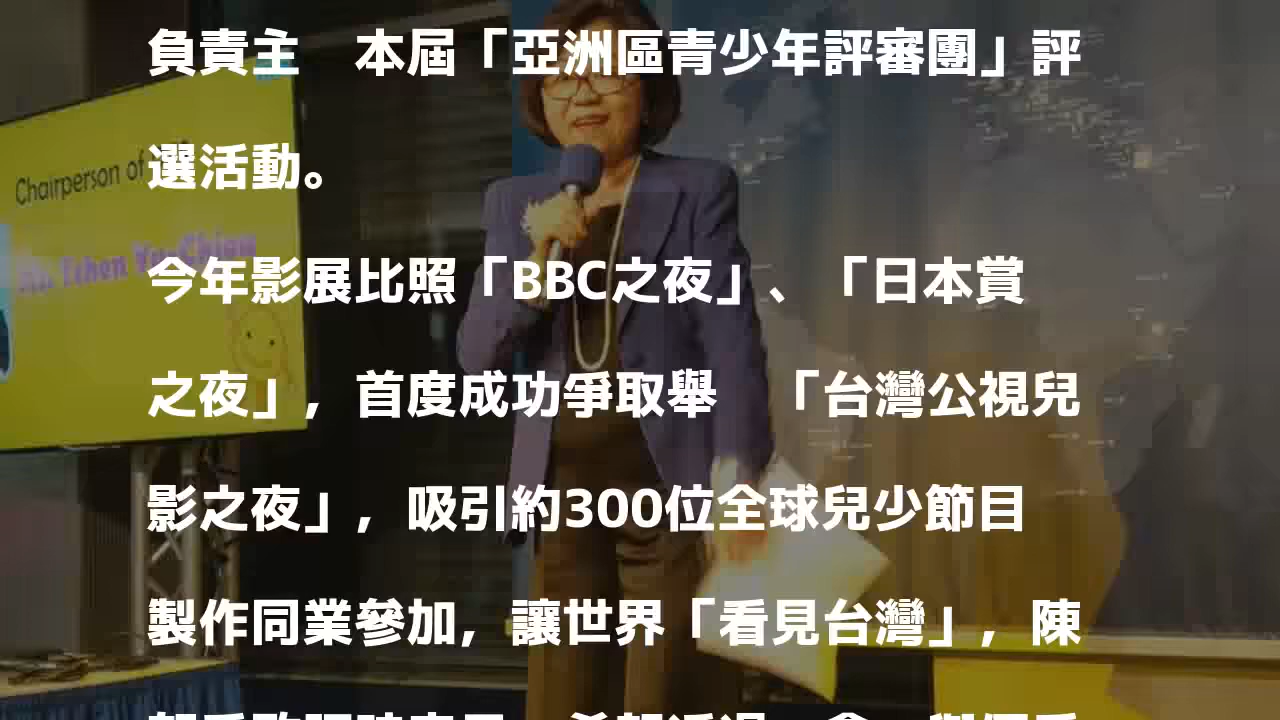 負責主　本屆「亞洲區青少年評審團」評
選活動。
今年影展比照「BBC之夜」、「日本賞
之夜」，首度成功爭取舉　「台灣公視兒
影之夜」，吸引約300位全球兒少節目
製作同業參加，讓世界「看見台灣」，陳
Chairperson of